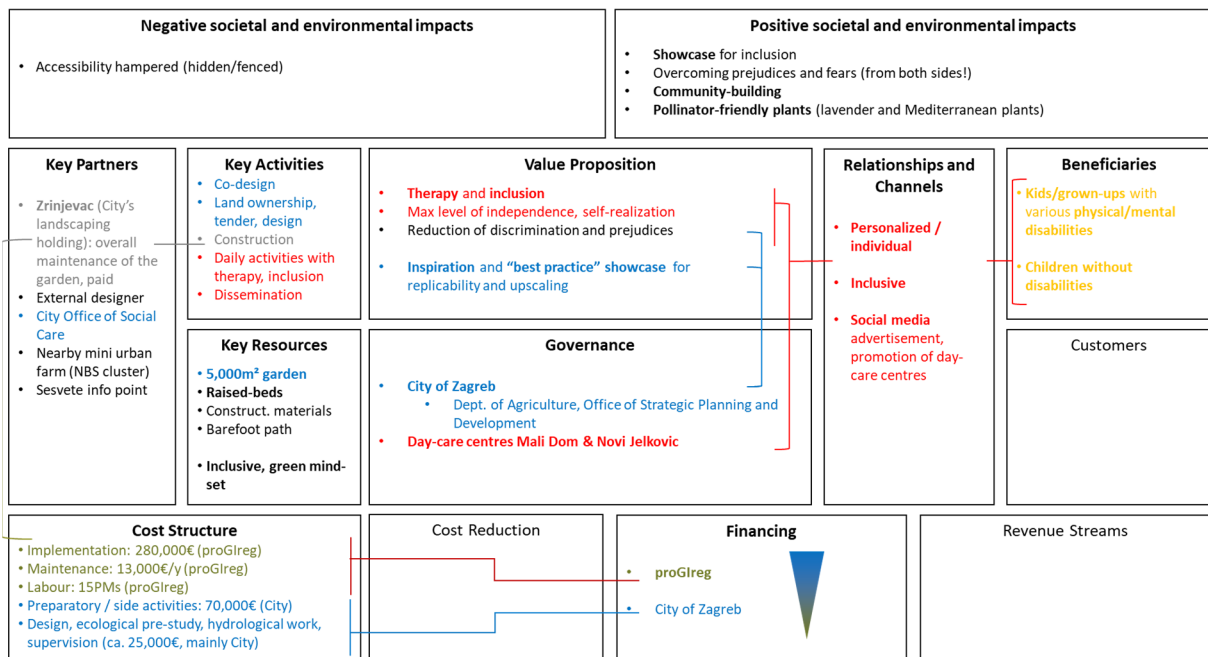 Negative societal and environmental impacts
• Accessibility hampered (hidden/fenced)
Positive societal and environmental impacts
• Showcase for inclusion
• Overcoming prejudices and fears (from both sides!)
• Community-building
• Pollinator-friendly plants (lavender and Mediterranean plants)
Key Partners
• Zrinjevac (City's
landscaping
holding): overall
maintenance of the
garden, paid
• External designer
• City Office of Social
Care
• Nearby mini urban
farm (NBS cluster)
• Sesvete info point
Key Activities
• Co-design
• Land ownership,
tender, design
• Construction
• Daily activities with
therapy, inclusion
• Dissemination
Key Resources
• 5,000m² garden
• Raised-beds
• Construct. materials
• Barefoot path
• Inclusive, green mind-
set
Value Proposition
• Therapy and inclusion
• Max level of independence, self-realization
• Reduction of discrimination and prejudices
• Inspiration and “best practice” showcase for
replicability and upscaling
Governance
• City of Zagreb
• Dept. of Agriculture, Office of Strategic Planning and
Development
• Day-care centres Mali Dom & Novi Jelkovic
Relationships and
Channels
• Personalized /
individual
• Inclusive
• Social media
advertisement,
promotion of day-
care centres
Beneficiaries
• Kids/grown-ups with
various physical/mental
disabilities
• Children without
disabilities
Customers
Cost Structure
• Implementation: 280,000€ (proGIreg)
• Maintenance: 13,000€/y (proGIreg)
• Labour: 15PMs (proGIreg)
• Preparatory / side activities: 70,000€ (City)
• Design, ecological pre-study, hydrological work,
supervision (ca. 25,000€, mainly City)
Cost Reduction
Financing
• proGIreg
• City of Zagreb
Revenue Streams